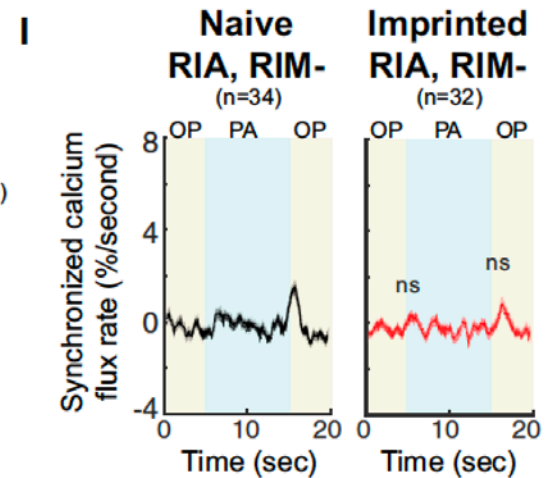 I
Naive
RIA, RIM-
(n=34)
Imprinted
RIA, RIM-
(n=32)
OP PA OP
OP PA OP
)
Synchronized calcium
flux rate (%/second)
8
4
0
-4
ns
ns
0 10 20
0 10 20
Time (sec)
Time (sec)